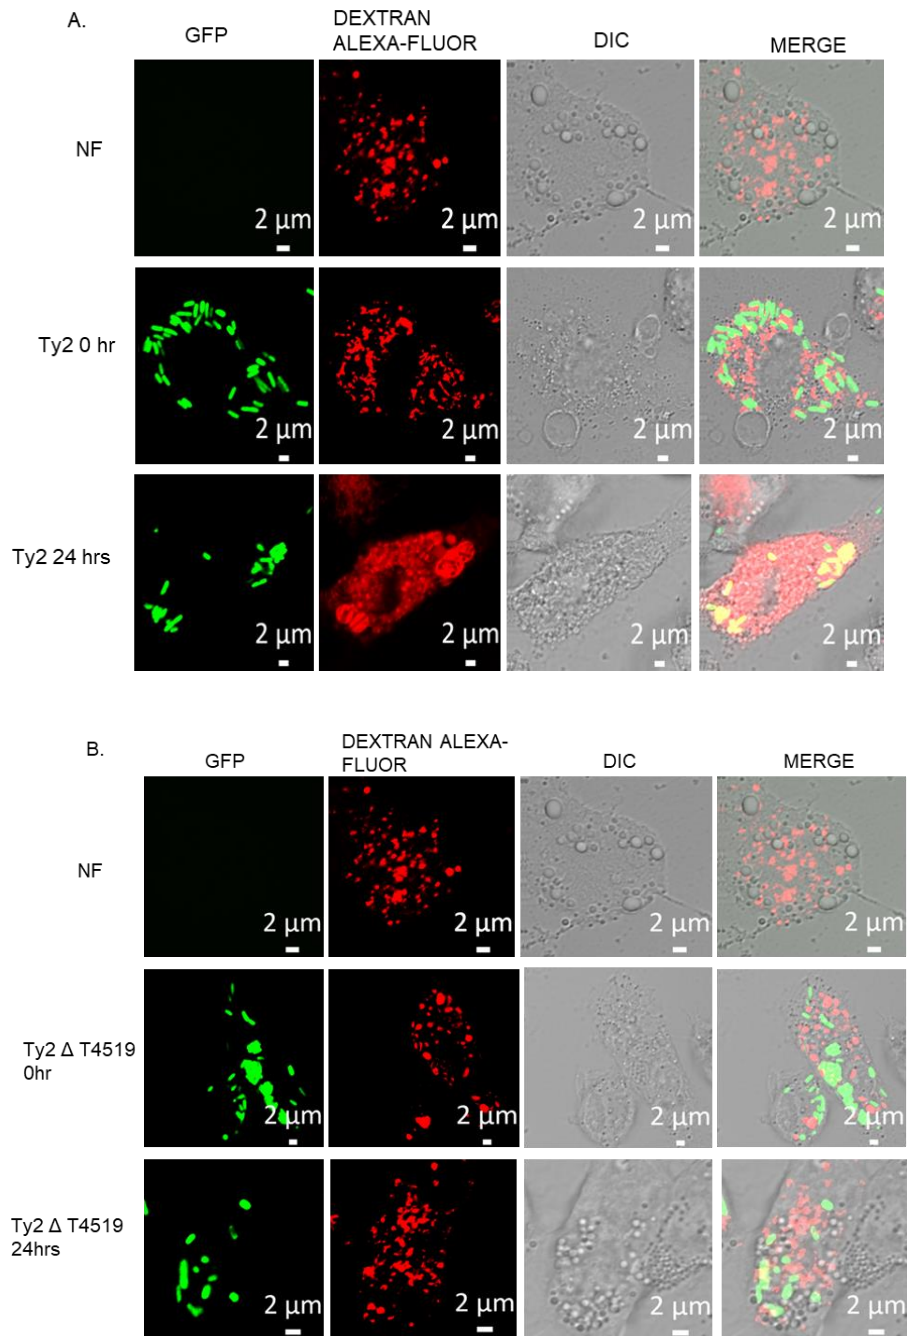 A.
GFP
DEXTRAN
ALEXA-FLUOR
DIC
MERGE
NF
2 μm
2 μm
2 μm
2 μm
Ty2 0 hr
2 μm
2 μm
2 μm
2 μm
Ty2 24 hrs
2 μm
2 μm
2 μm
2 μm
B.
GFP
DEXTRAN ALEXA-
FLUOR
DIC
MERGE
NF
2 μm
2 μm
2 μm
2 μm
Ty2 Δ T4519
0hr
2 μm
2 μm
2 μm
2 μm
Ty2 Δ T4519
24hrs
2 μm
2 μm
2 μm
2 μm